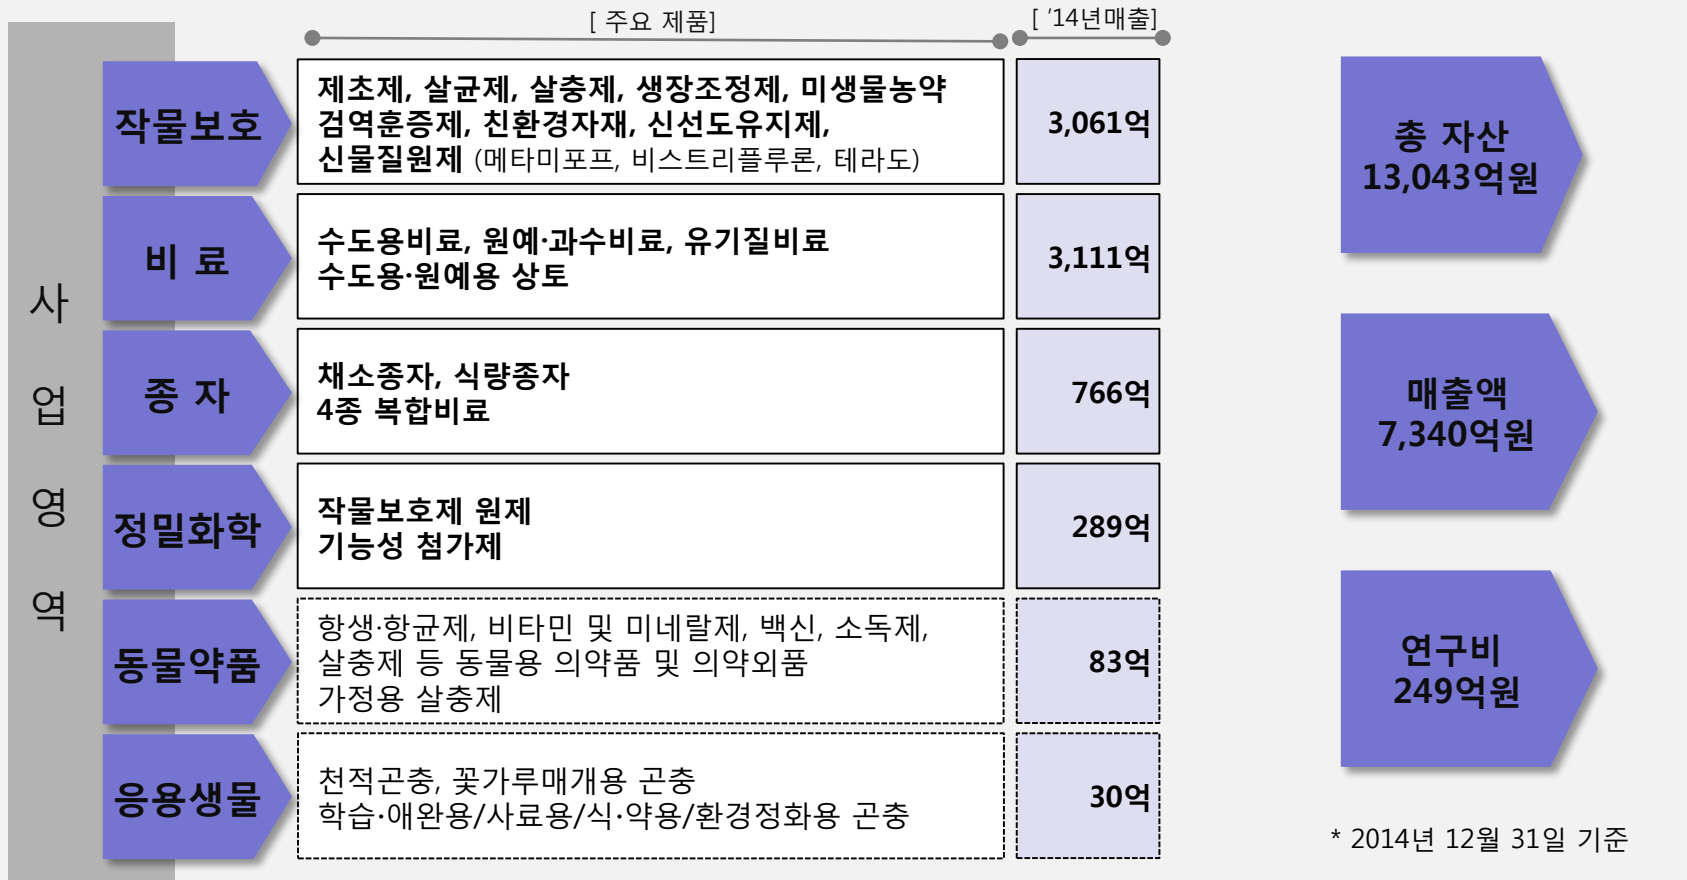 [ 주요 제품]
[ '14년매출]
사
업
영
역
작물보호
제초제, 살균제, 살충제, 생장조정제, 미생물농약
검역훈증제, 친환경자재, 신선도유지제,
신물질원제 (메타미포프, 비스트리플루론, 테라도)
3,061억
비 료
수도용비료, 원예·과수비료, 유기질비료
수도용·원예용 상토
3,111억
종 자
채소종자, 식량종자
4종 복합비료
766억
정밀화학
작물보호제 원제
기능성 첨가제
289억
동물약품
항생·항균제, 비타민 및 미네랄제, 백신, 소독제,
살충제 등 동물용 의약품 및 의약외품
가정용 살충제
83억
응용생물
천적곤충, 꽃가루매개용 곤충
학습·애완용/사료용/식·약용/환경정화용 곤충
30억
총 자산
13,043억원
매출액
7,340억원
연구비
249억원
* 2014년 12월 31일 기준